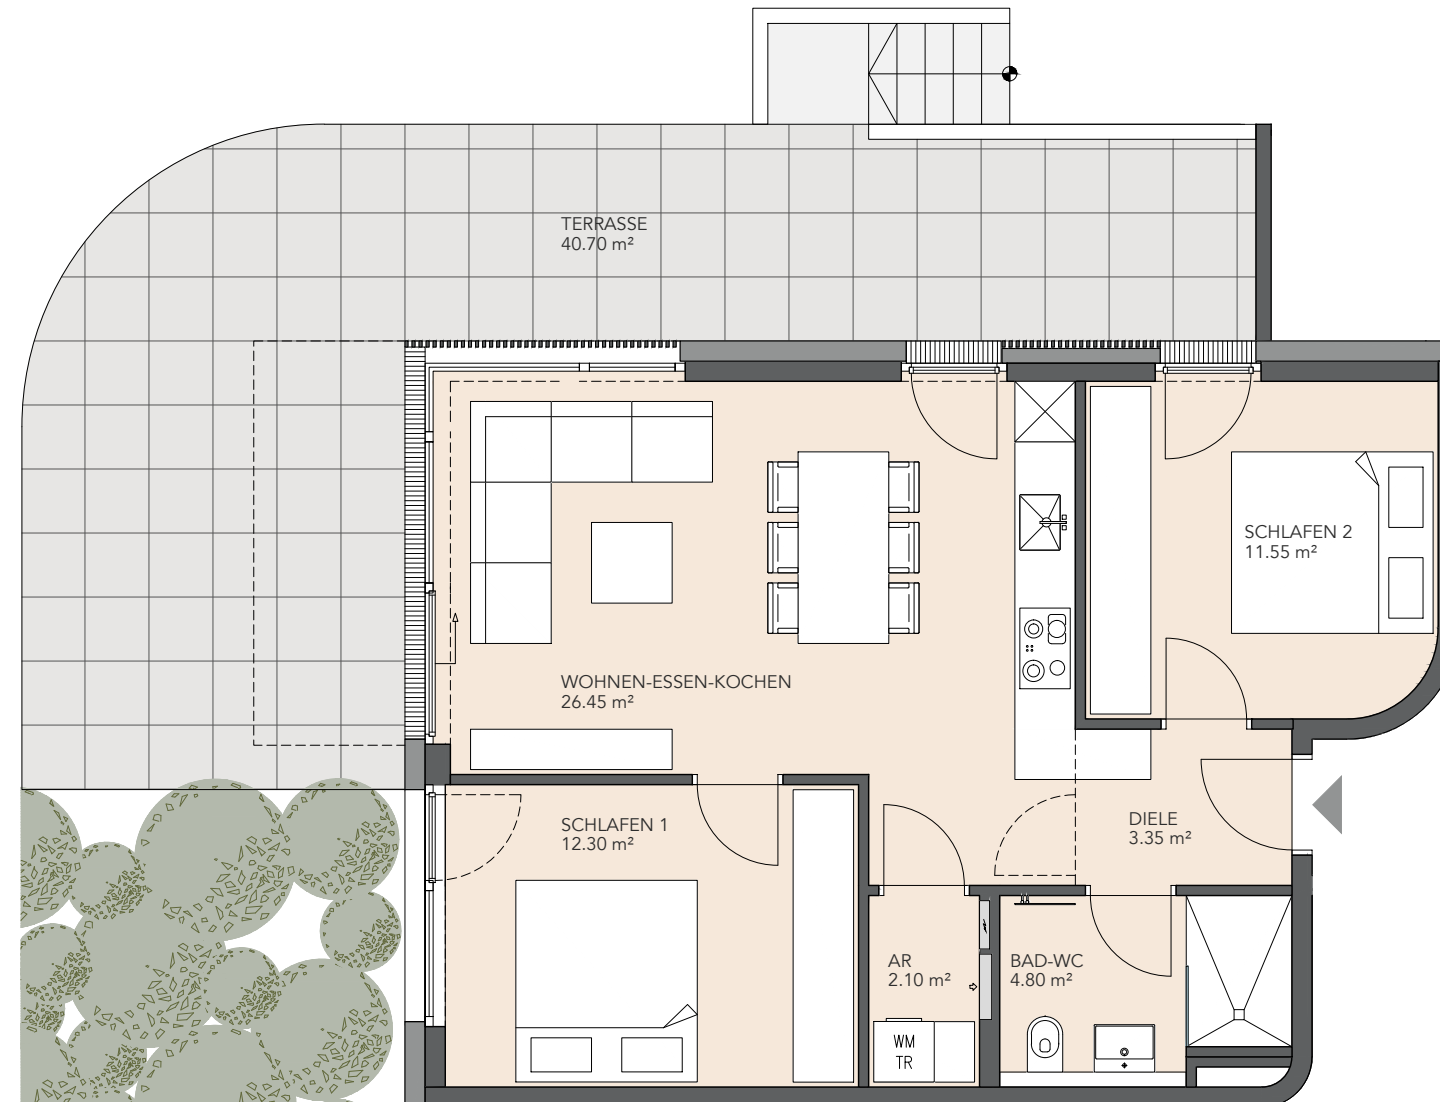 TERRASSE
40.70 m²
SCHLAFEN 2
11.55 m²
WOHNEN-ESSEN-KOCHEN
26.45 m²
SCHLAFEN 1
12.30 m²
DIELE
3.35 m²
AR
2.10 m²
BAD-WC
4.80 m²
WM
TR